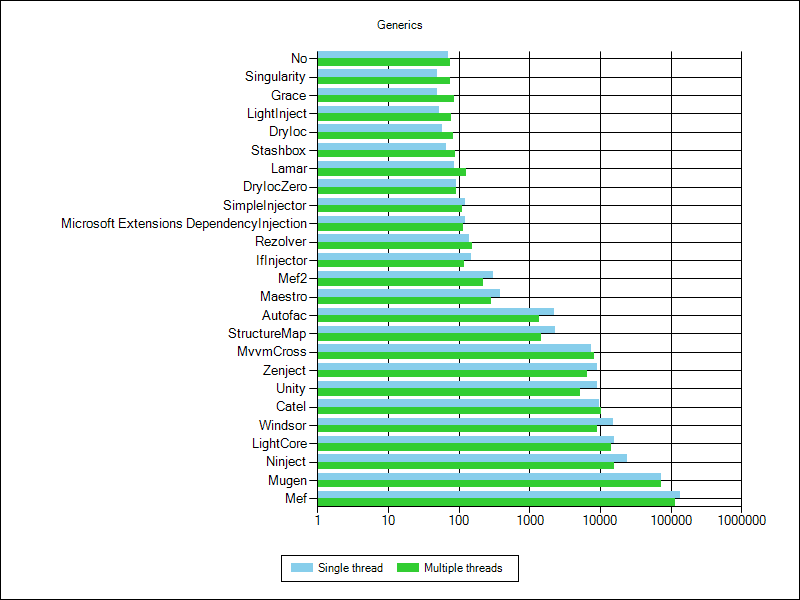 Generics
No
Singularity
Grace
LightInject
DryIoc
Stashbox
Lamar
DryIocZero
SimpleInjector
Microsoft Extensions DependencyInjection
Rezolver
IfInjector
Mef2
Maestro
Autofac
StructureMap
MvvmCross
Zenject
Unity
Catel
Windsor
LightCore
Ninject
Mugen
Mef
1 10 100 1000 10000 100000 1000000
Single thread Multiple threads